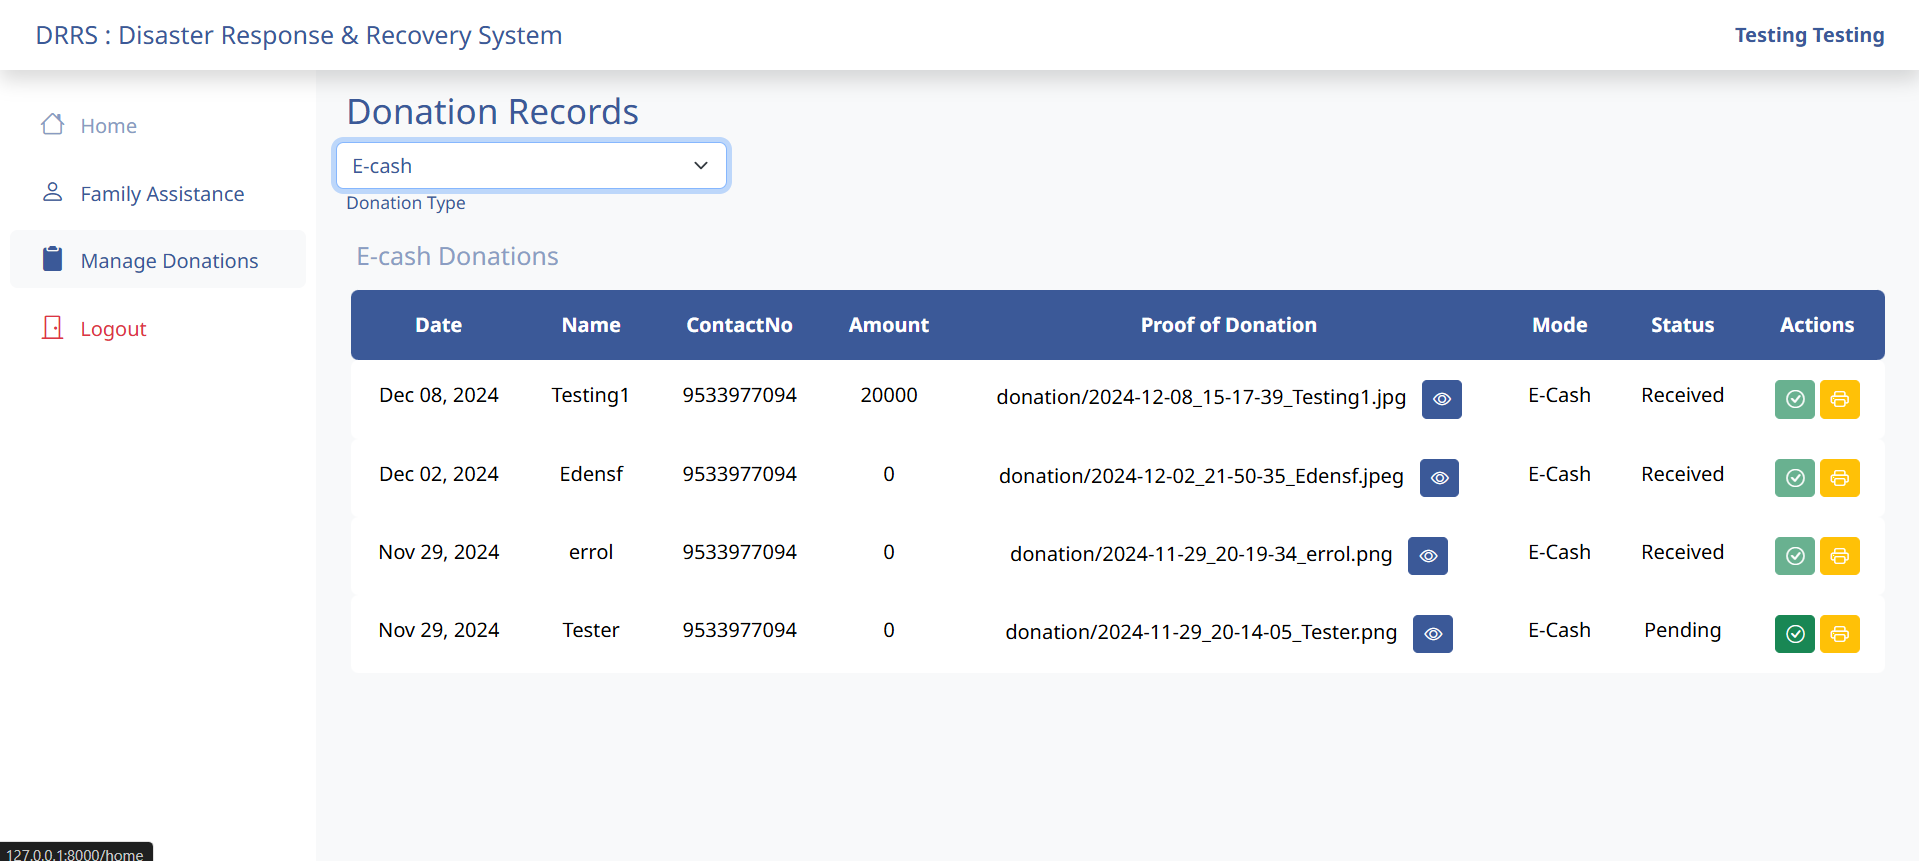 DRRS : Disaster Response & Recovery System
Testing Testing
Home
Family Assistance
Manage Donations
Logout
Donation Records
E-cash
Donation Type
E-cash Donations
Date Name ContactNo Amount Proof of Donation Mode Status Actions
Dec 08, 2024 Testing1 9533977094 20000 donation/2024-12-08_15-17-39_Testing1.jpg E-Cash Received
Dec 02, 2024 Edensf 9533977094 0 donation/2024-12-02_21-50-35_Edensf.jpeg E-Cash Received
Nov 29, 2024 errol 9533977094 0 donation/2024-11-29_20-19-34_errol.png E-Cash Received
Nov 29, 2024 Tester 9533977094 0 donation/2024-11-29_20-14-05_Tester.png E-Cash Pending
127.0.0.1:8000/home